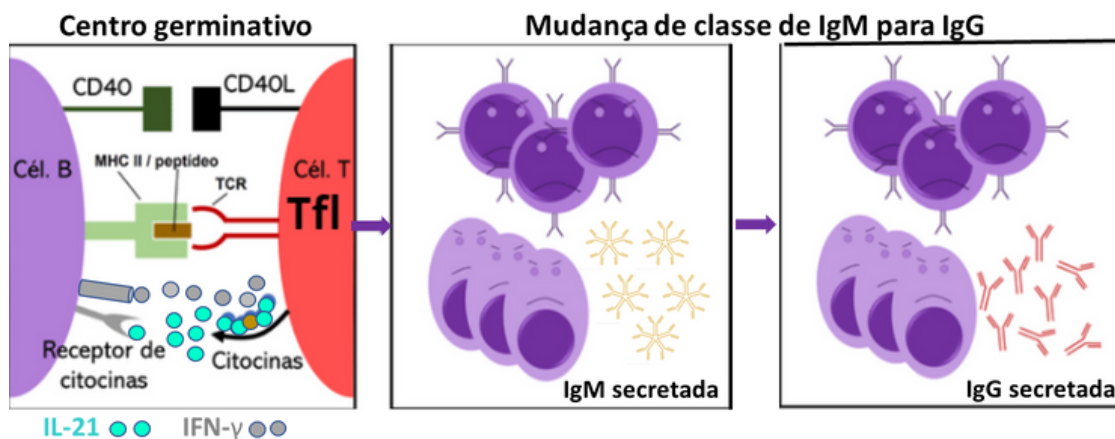 Centro germinativo
Mudança de classe de IgM para IgG
CD40
CD40L
Cél. B
MHC II / peptídeo
TCR
Cél. T
Tfl
Receptor de
citocinas
Citocinas
IgM secretada
IgG secretada
IL-21
IFN-γ